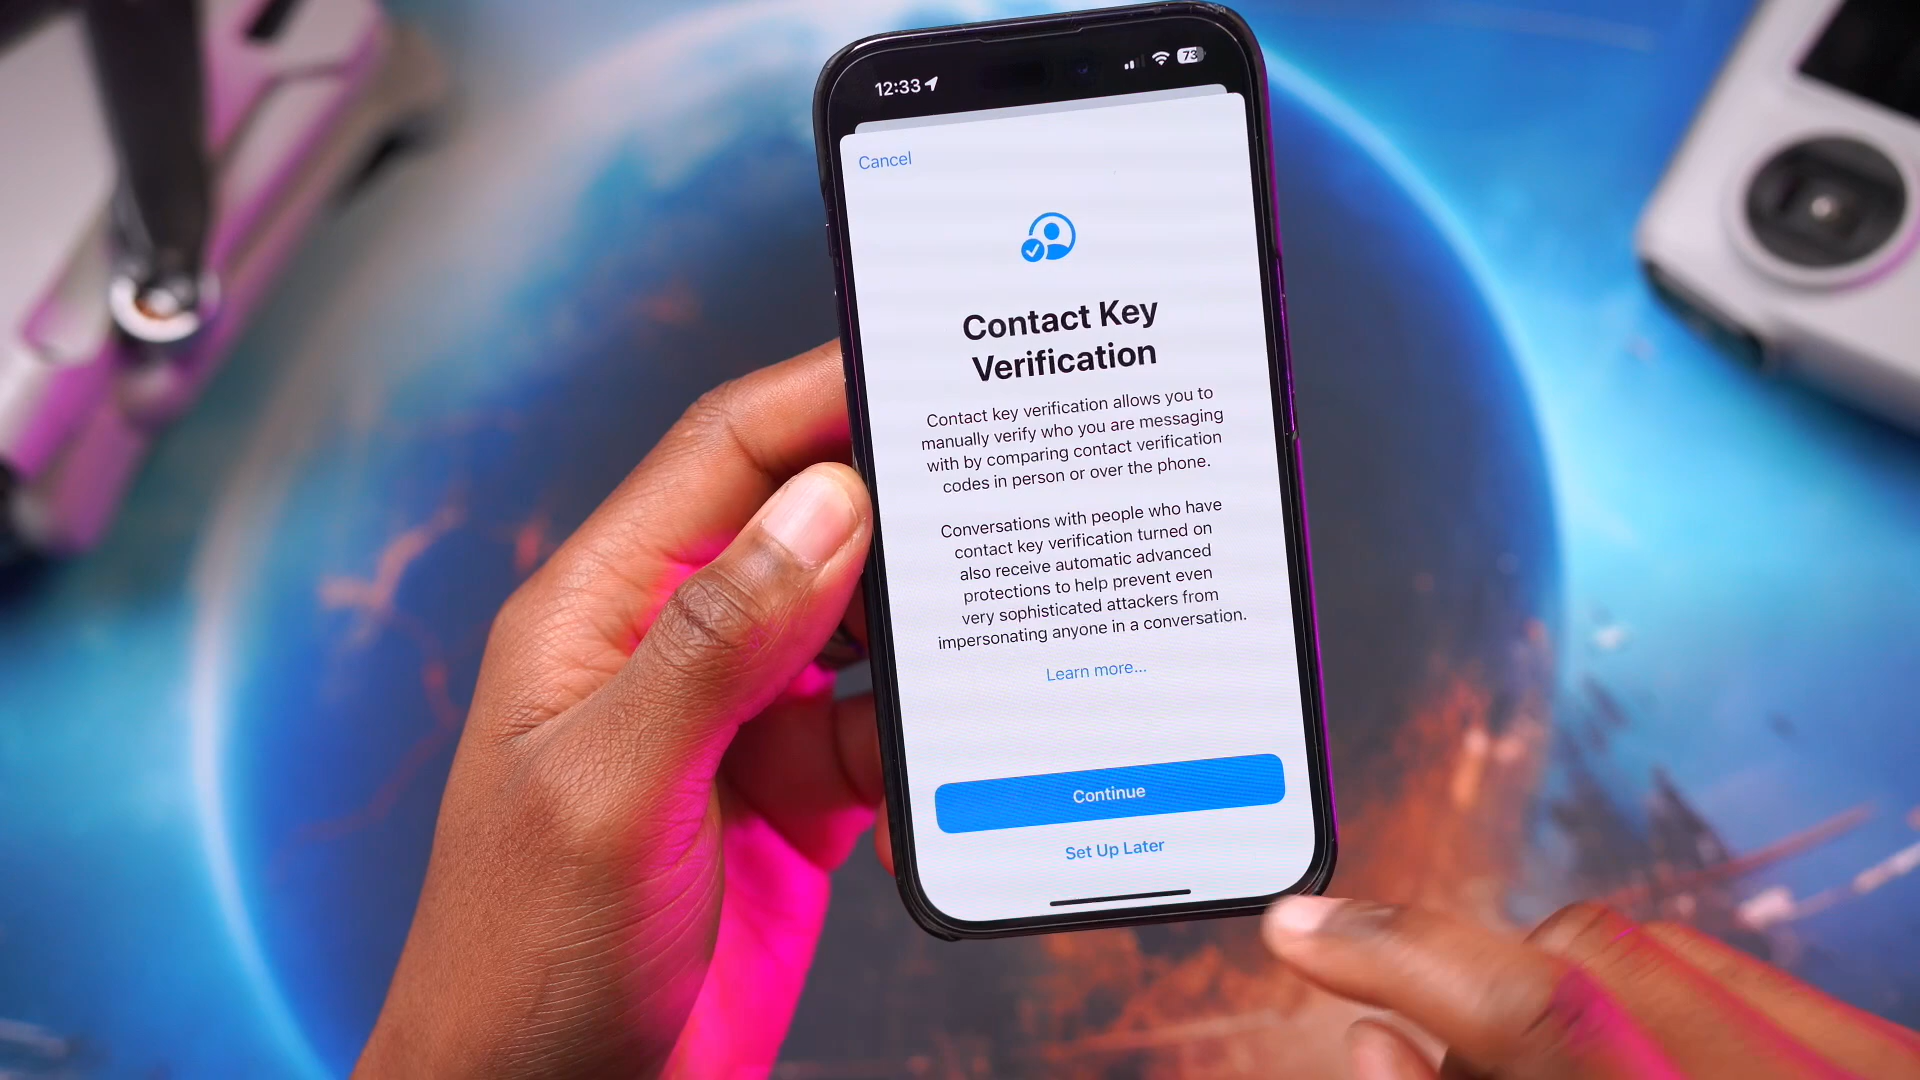 12:33
73
Cancel
Contact Key
Verification
Contact key verification allows you to
manually verify who you are messaging
with by comparing contact verification
codes in person or over the phone.
Conversations with people who have
contact key verification turned on
also receive automatic advanced
protections to help prevent even
very sophisticated attackers from
impersonating anyone in a conversation.
Learn more...
Continue
Set Up Later